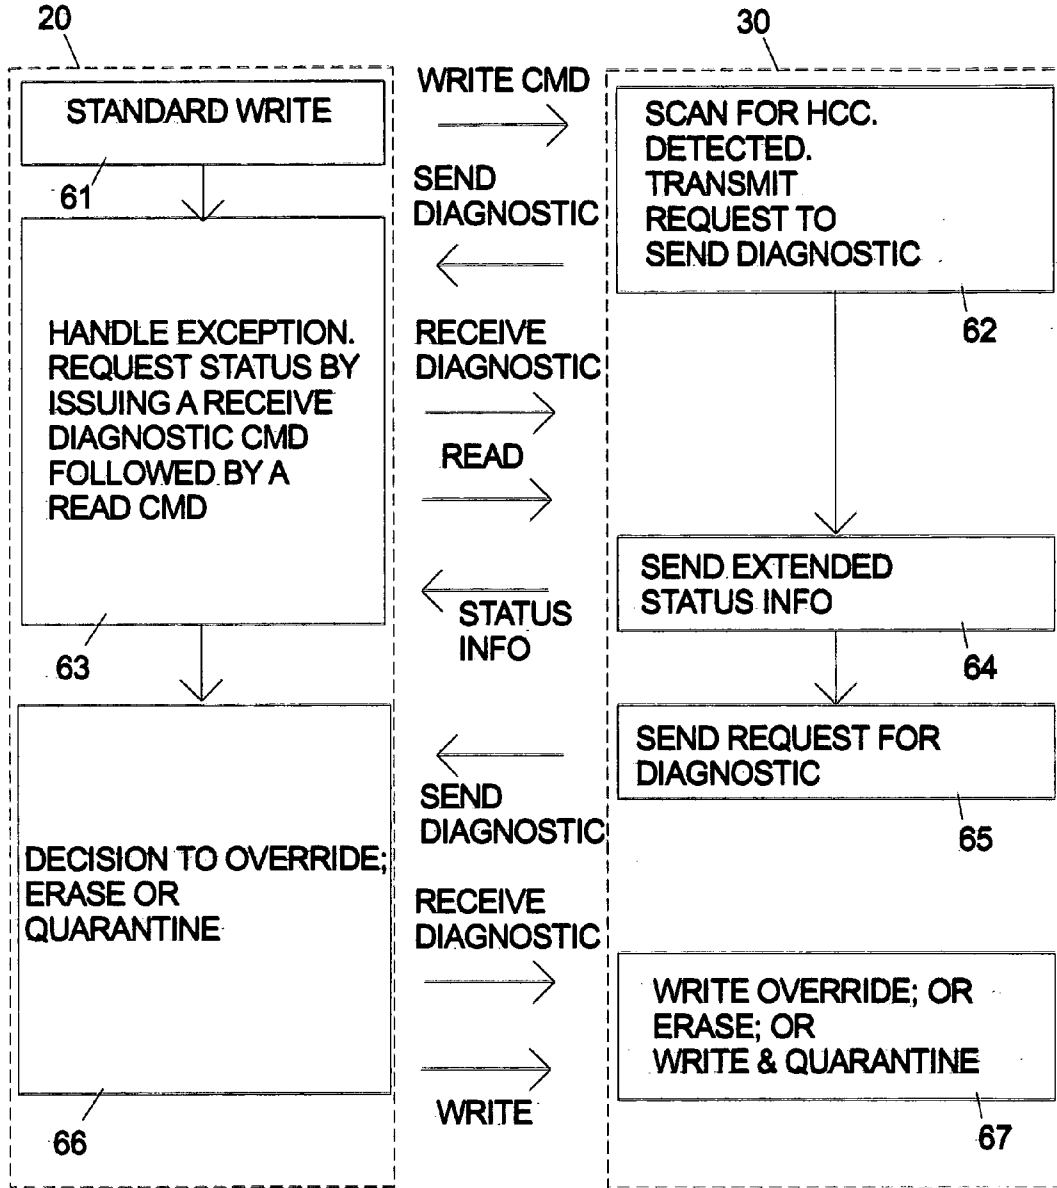 20
30
STANDARD WRITE
61
WRITE CMD
SCAN FOR HCC.
DETECTED.
TRANSMIT
REQUEST TO
SEND DIAGNOSTIC
62
SEND
DIAGNOSTIC
HANDLE EXCEPTION.
REQUEST STATUS BY
ISSUING A RECEIVE
DIAGNOSTIC CMD
FOLLOWED BY A
READ CMD
63
RECEIVE
DIAGNOSTIC
READ
STATUS
INFO
SEND EXTENDED
STATUS INFO
64
SEND REQUEST FOR
DIAGNOSTIC
65
SEND
DIAGNOSTIC
DECISION TO OVERRIDE;
ERASE OR
QUARANTINE
66
RECEIVE
DIAGNOSTIC
WRITE
WRITE OVERRIDE; OR
ERASE; OR
WRITE & QUARANTINE
67